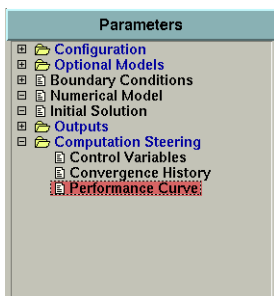 Parameters
Configuration
Optional Models
Boundary Conditions
Numerical Model
Initial Solution
Outputs
Computation Steering
Control Variables
Convergence History
Performance Curve